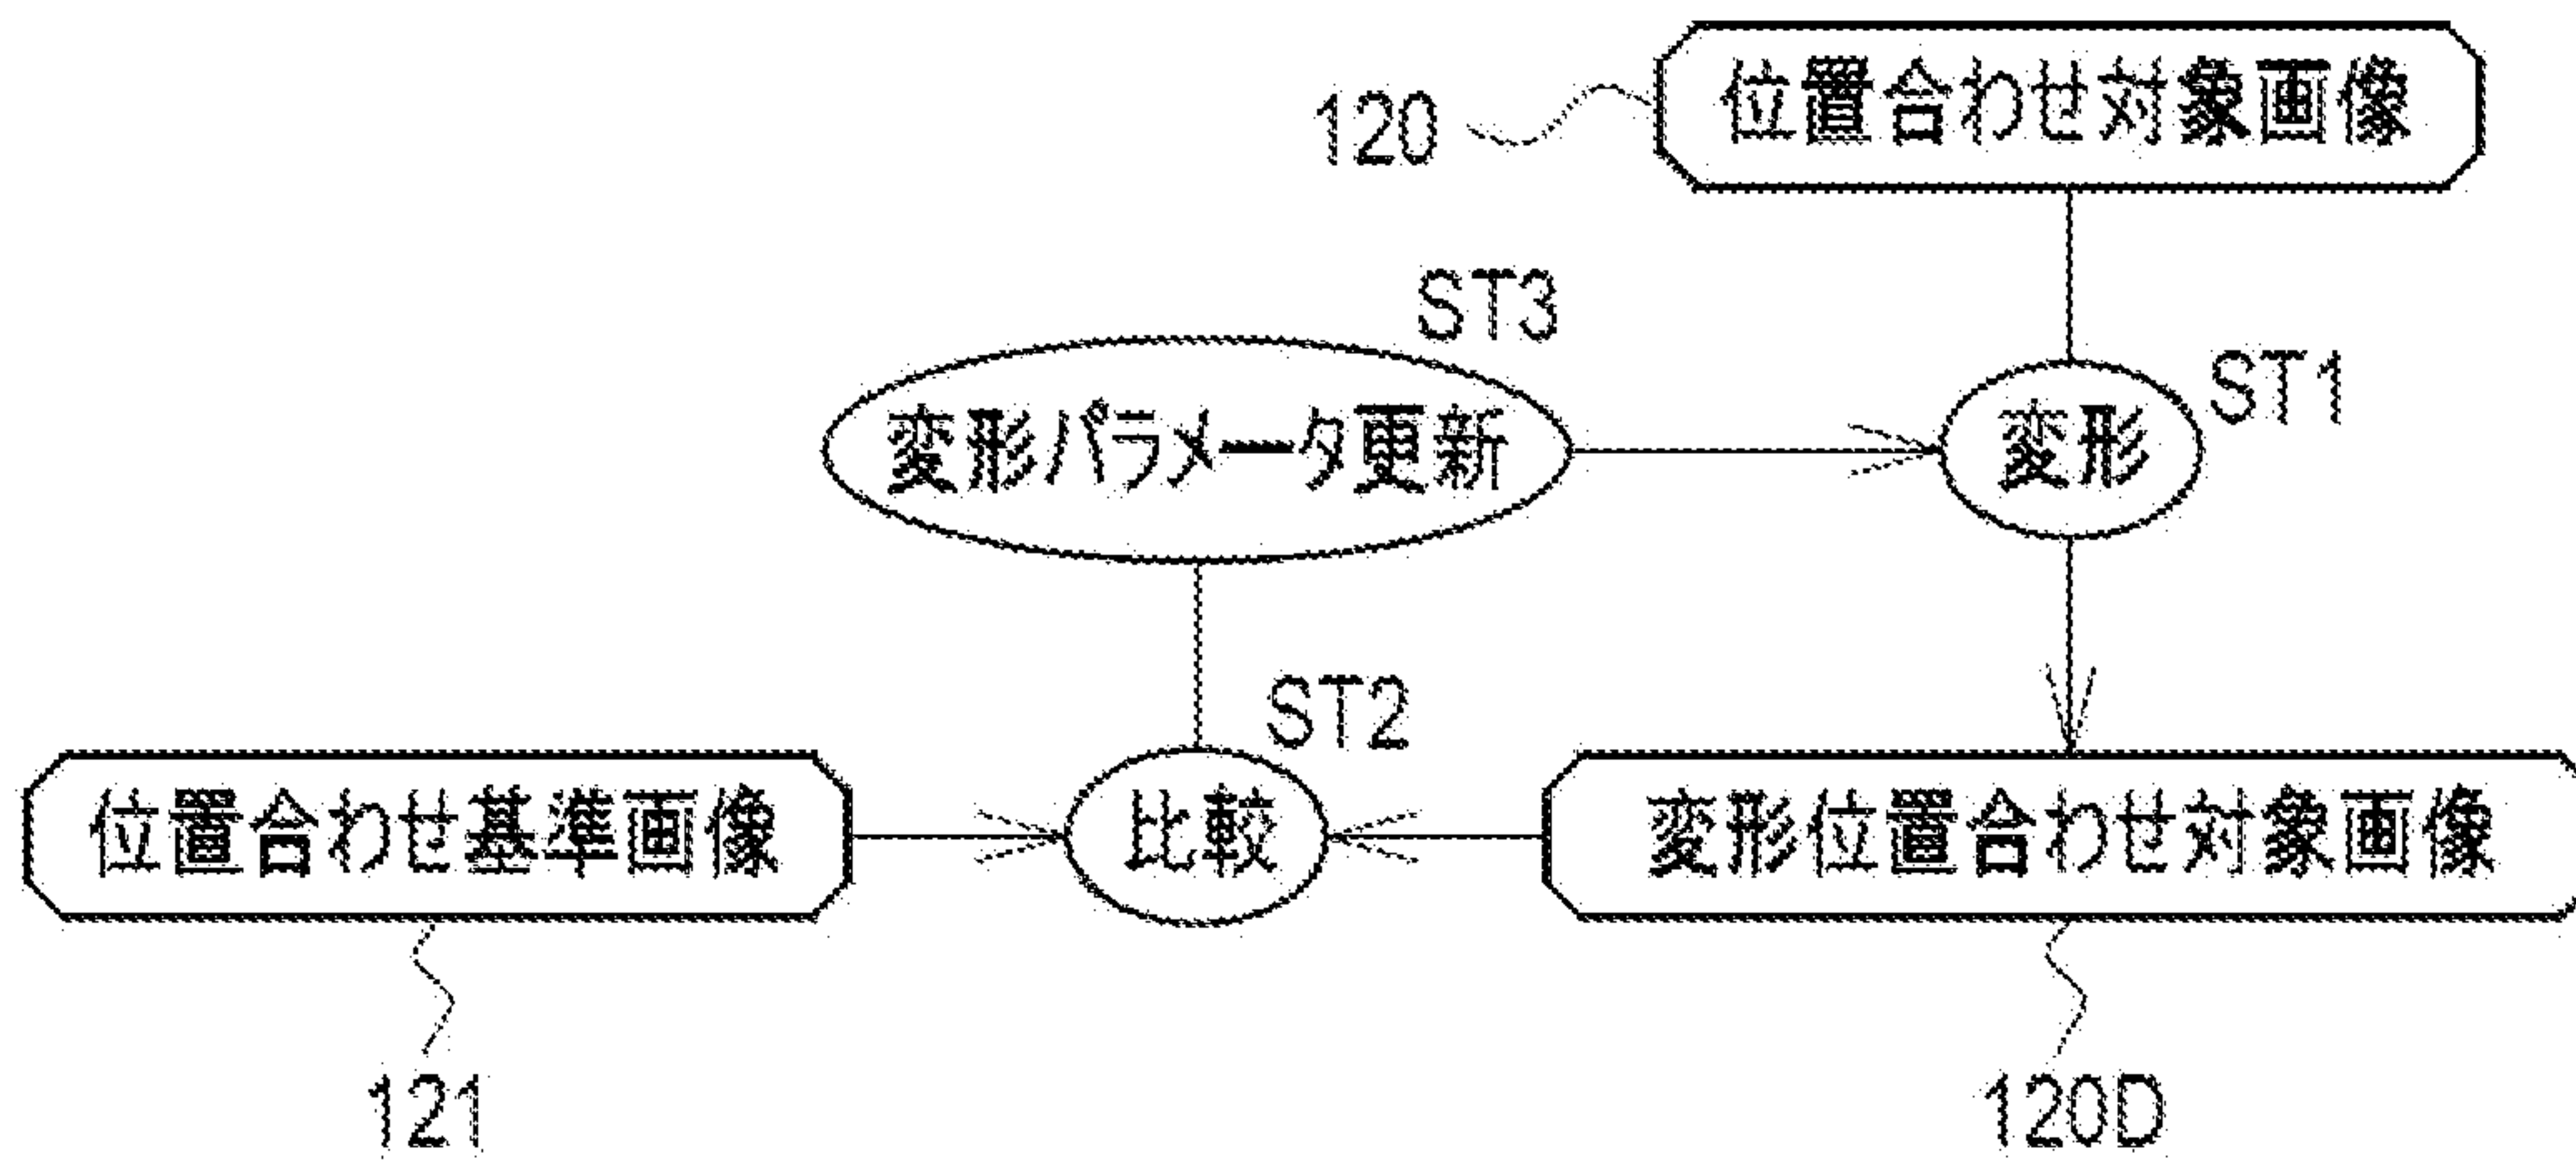 位置合わせ対象画像
120
ST3
ST1
変形パラメータ更新
変形
ST2
位置合わせ基準画像
比較
変形位置合わせ対象画像
121
120D